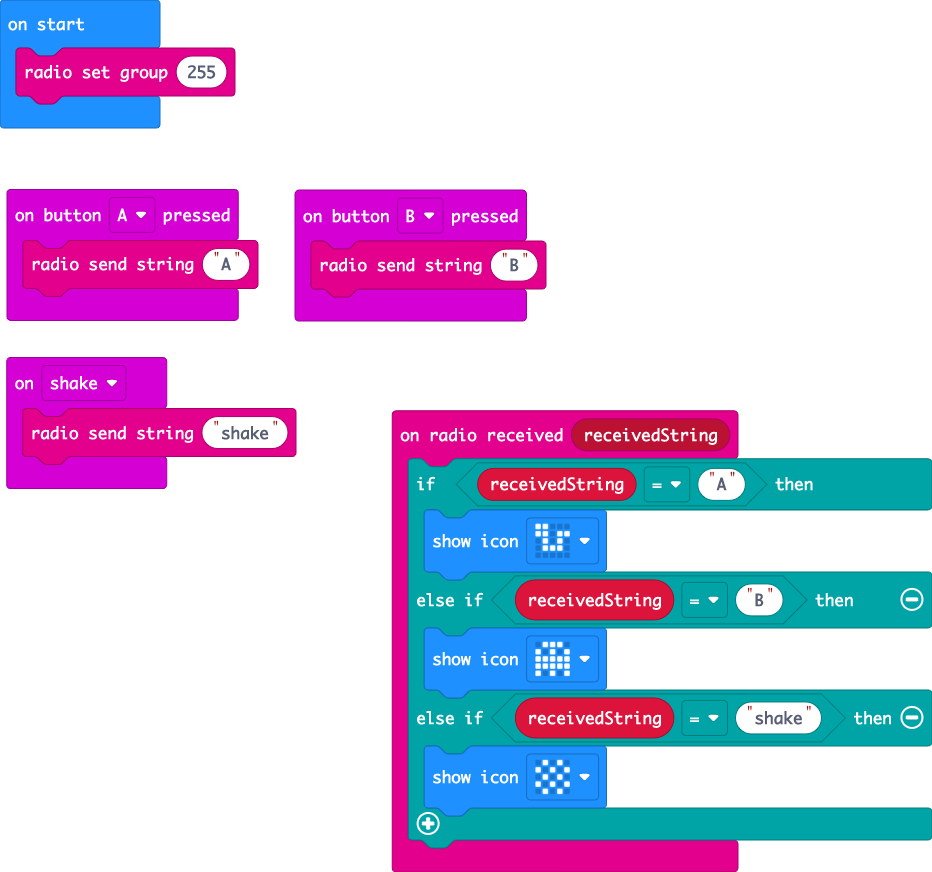 on start
radio set group 255
on button A pressed
radio send string "A"
on button B pressed
radio send string "B"
on shake
radio send string "shake"
on radio received receivedString
if receivedString = "A" then
show icon
else if receivedString = "B" then
show icon
else if receivedString = "shake" then
show icon